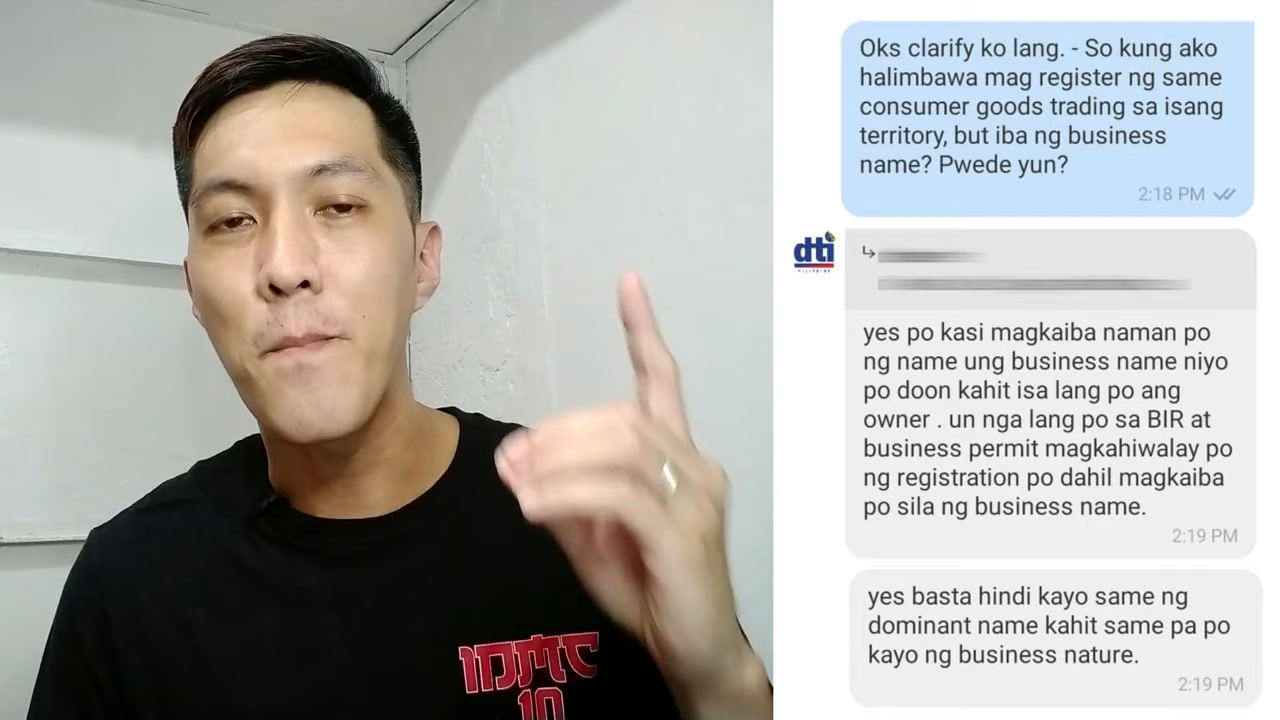 Oks clarify ko lang. - So kung ako
halimbawa mag register ng same
consumer goods trading sa isang
territory, but iba ng business
name? Pwede yun?
2:18 PM
dti
PILIPINAS
yes po kasi magkaiba naman po
ng name ung business name niyo
po doon kahit isa lang po ang
owner . un nga lang po sa BIR at
business permit magkahiwalay po
ng registration po dahil magkaiba
po sila ng business name.
2:19 PM
yes basta hindi kayo same ng
dominant name kahit same pa po
kayo ng business nature.
2:19 PM
10